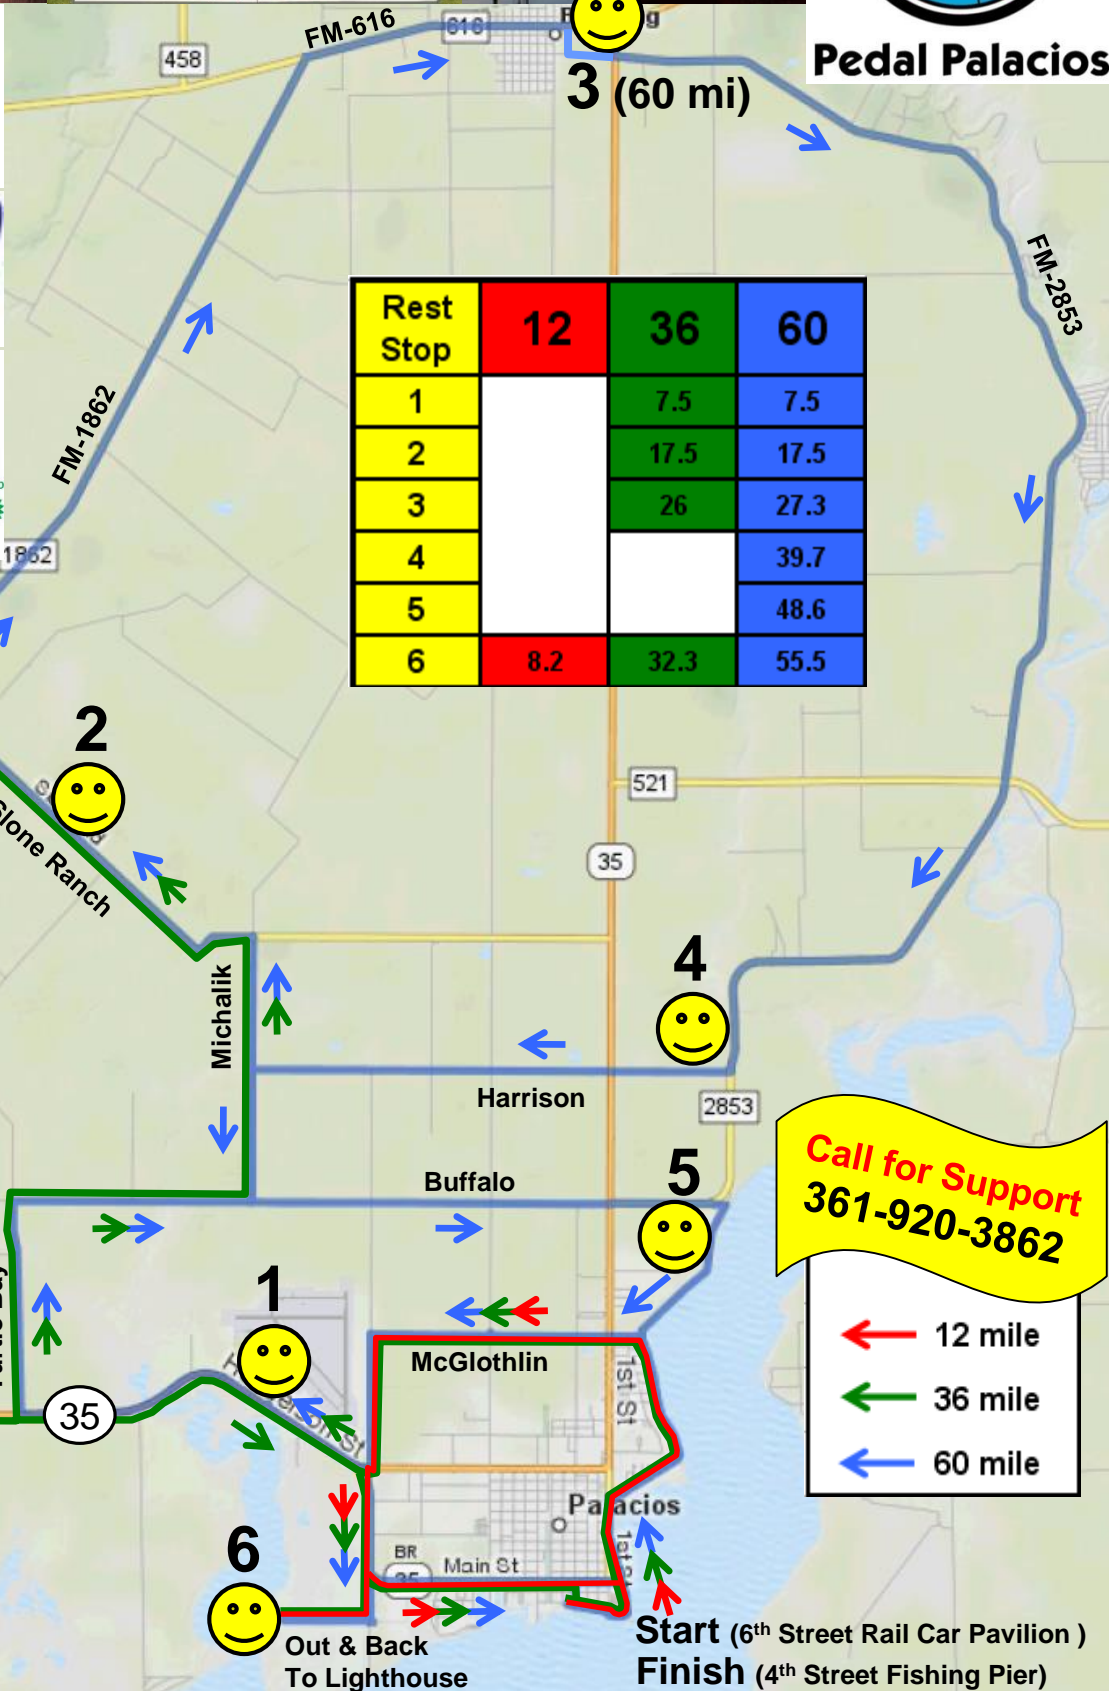 Pedal Palacios
FM-616
616
458
3 (60 mi)
FM-2853
FM-1862
1862
Rest Stop 12 36 60
1 7.5 7.5
2 17.5 17.5
3 26 27.3
4 39.7
5 48.6
6 8.2 32.3 55.5
2
Slone Ranch
521
35
4
Michalik
Harrison
2853
Call for Support
361-920-3862
Buffalo
5
1
McGlothlin
1st St
35
12 mile
36 mile
60 mile
Palacios
6
BR
35
Main St
1st St
Out & Back
To Lighthouse
Start (6th Street Rail Car Pavilion )
Finish (4th Street Fishing Pier)